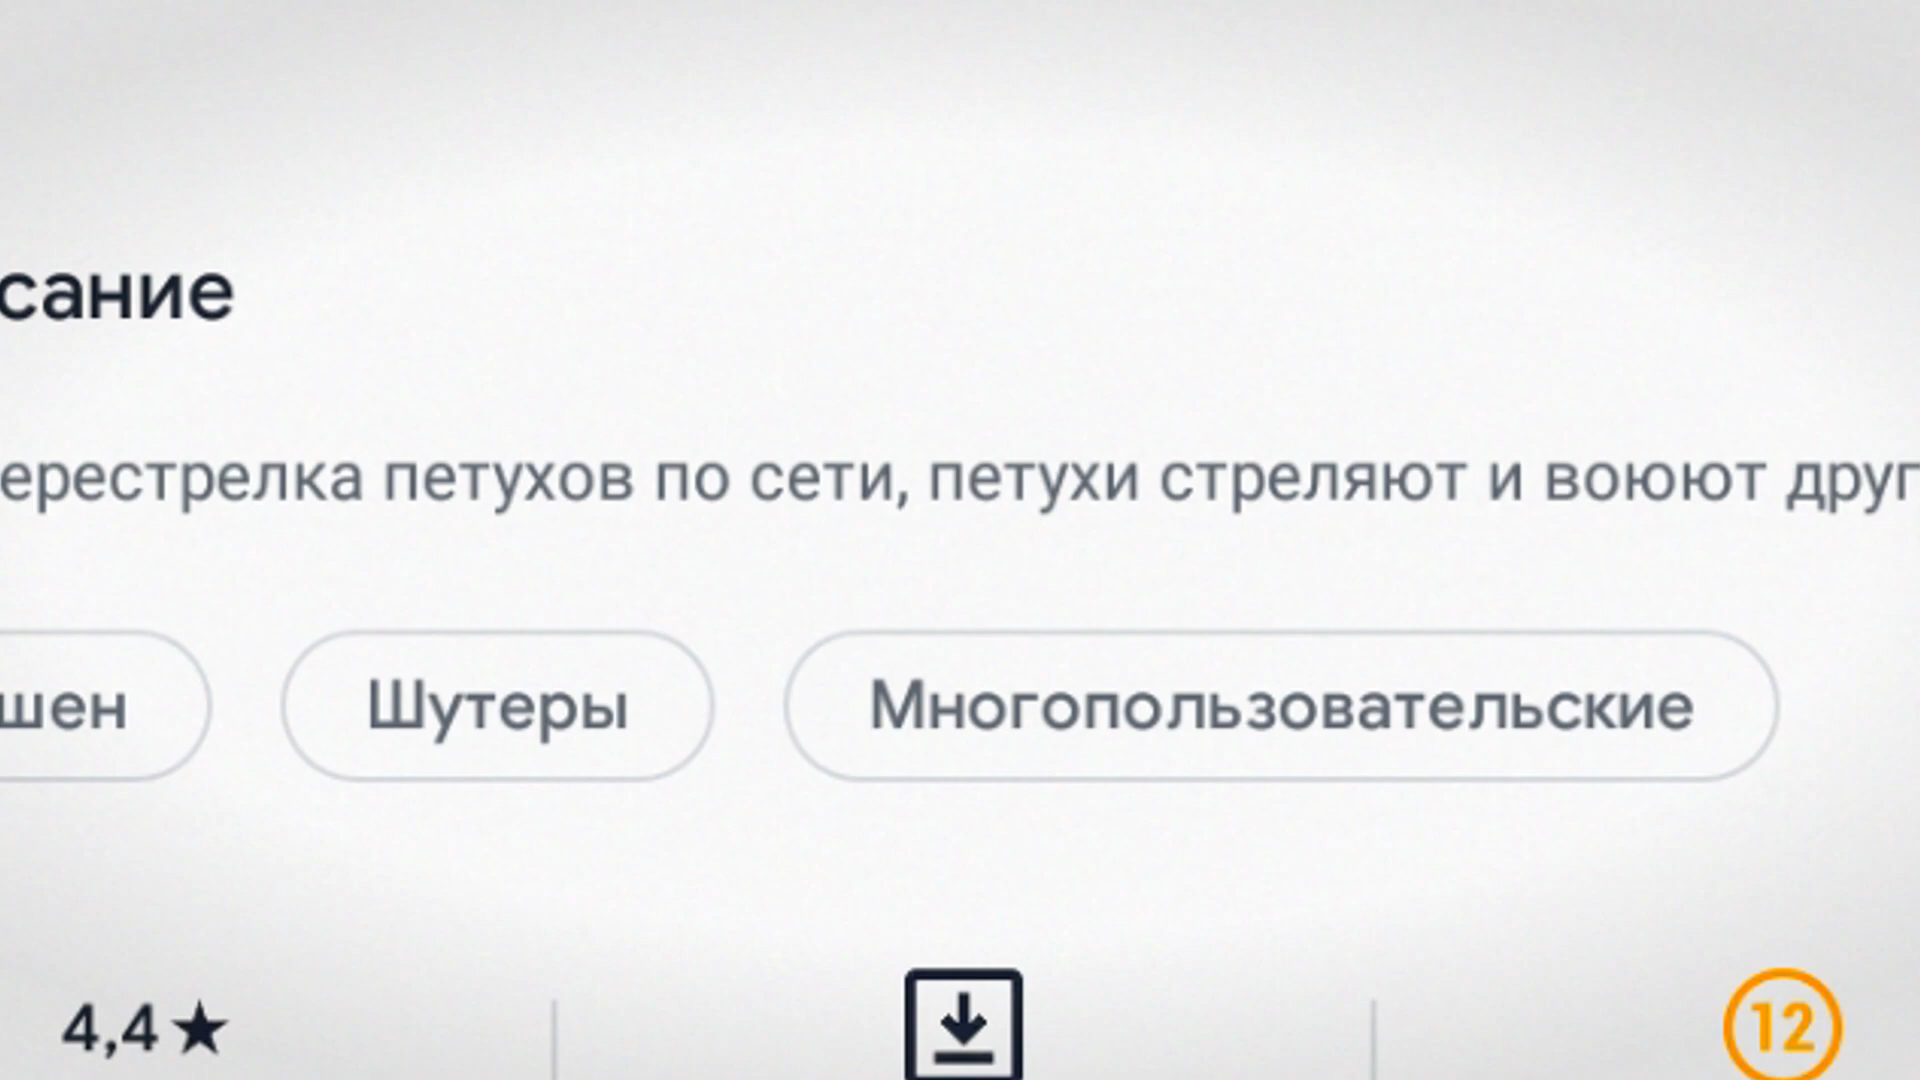 сание
ерестрелка петухов по сети, петухи стреляют и воюют друг
шен Шутеры Многопользовательские
4,4★ 12